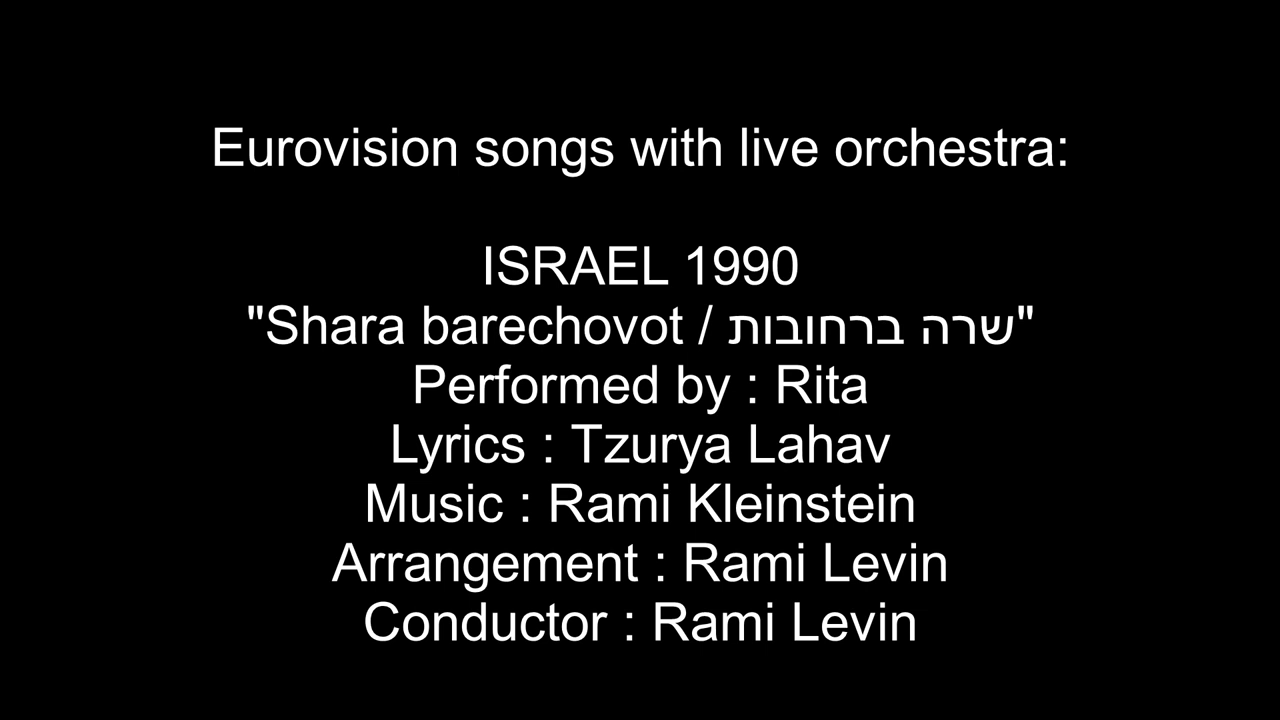 Eurovision songs with live orchestra:
ISRAEL 1990
"Shara barechovot / שרה ברחובות"
Performed by : Rita
Lyrics : Tzurya Lahav
Music : Rami Kleinstein
Arrangement : Rami Levin
Conductor : Rami Levin